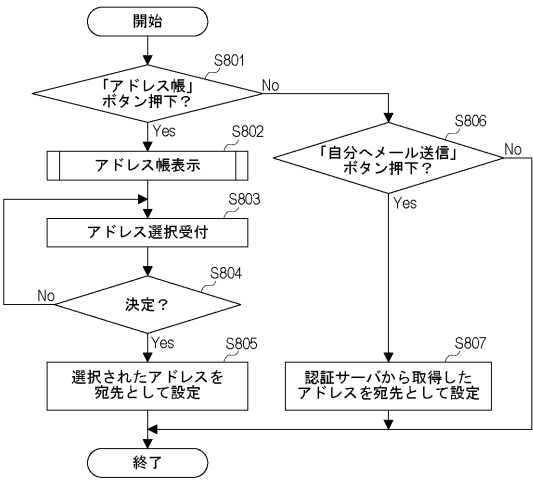 開始
S801
「アドレス帳」
ボタン押下？
No
Yes
S802
アドレス帳表示
S803
アドレス選択受付
S804
決定？
No
Yes
S805
選択されたアドレスを
宛先として設定
S806
「自分へメール送信」
ボタン押下？
No
Yes
S807
認証サーバから取得した
アドレスを宛先として設定
終了